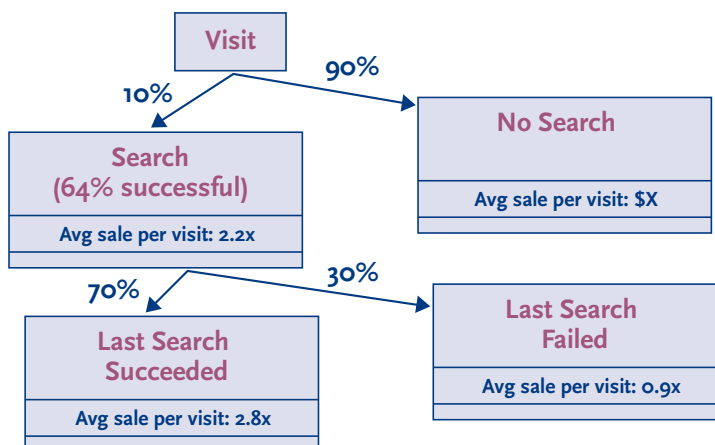 Visit
90%
10%
No Search
Search
(64% successful)
Avg sale per visit: $X
Avg sale per visit: 2.2x
70%
30%
Last Search
Failed
Last Search
Succeeded
Avg sale per visit: 0.9x
Avg sale per visit: 2.8x